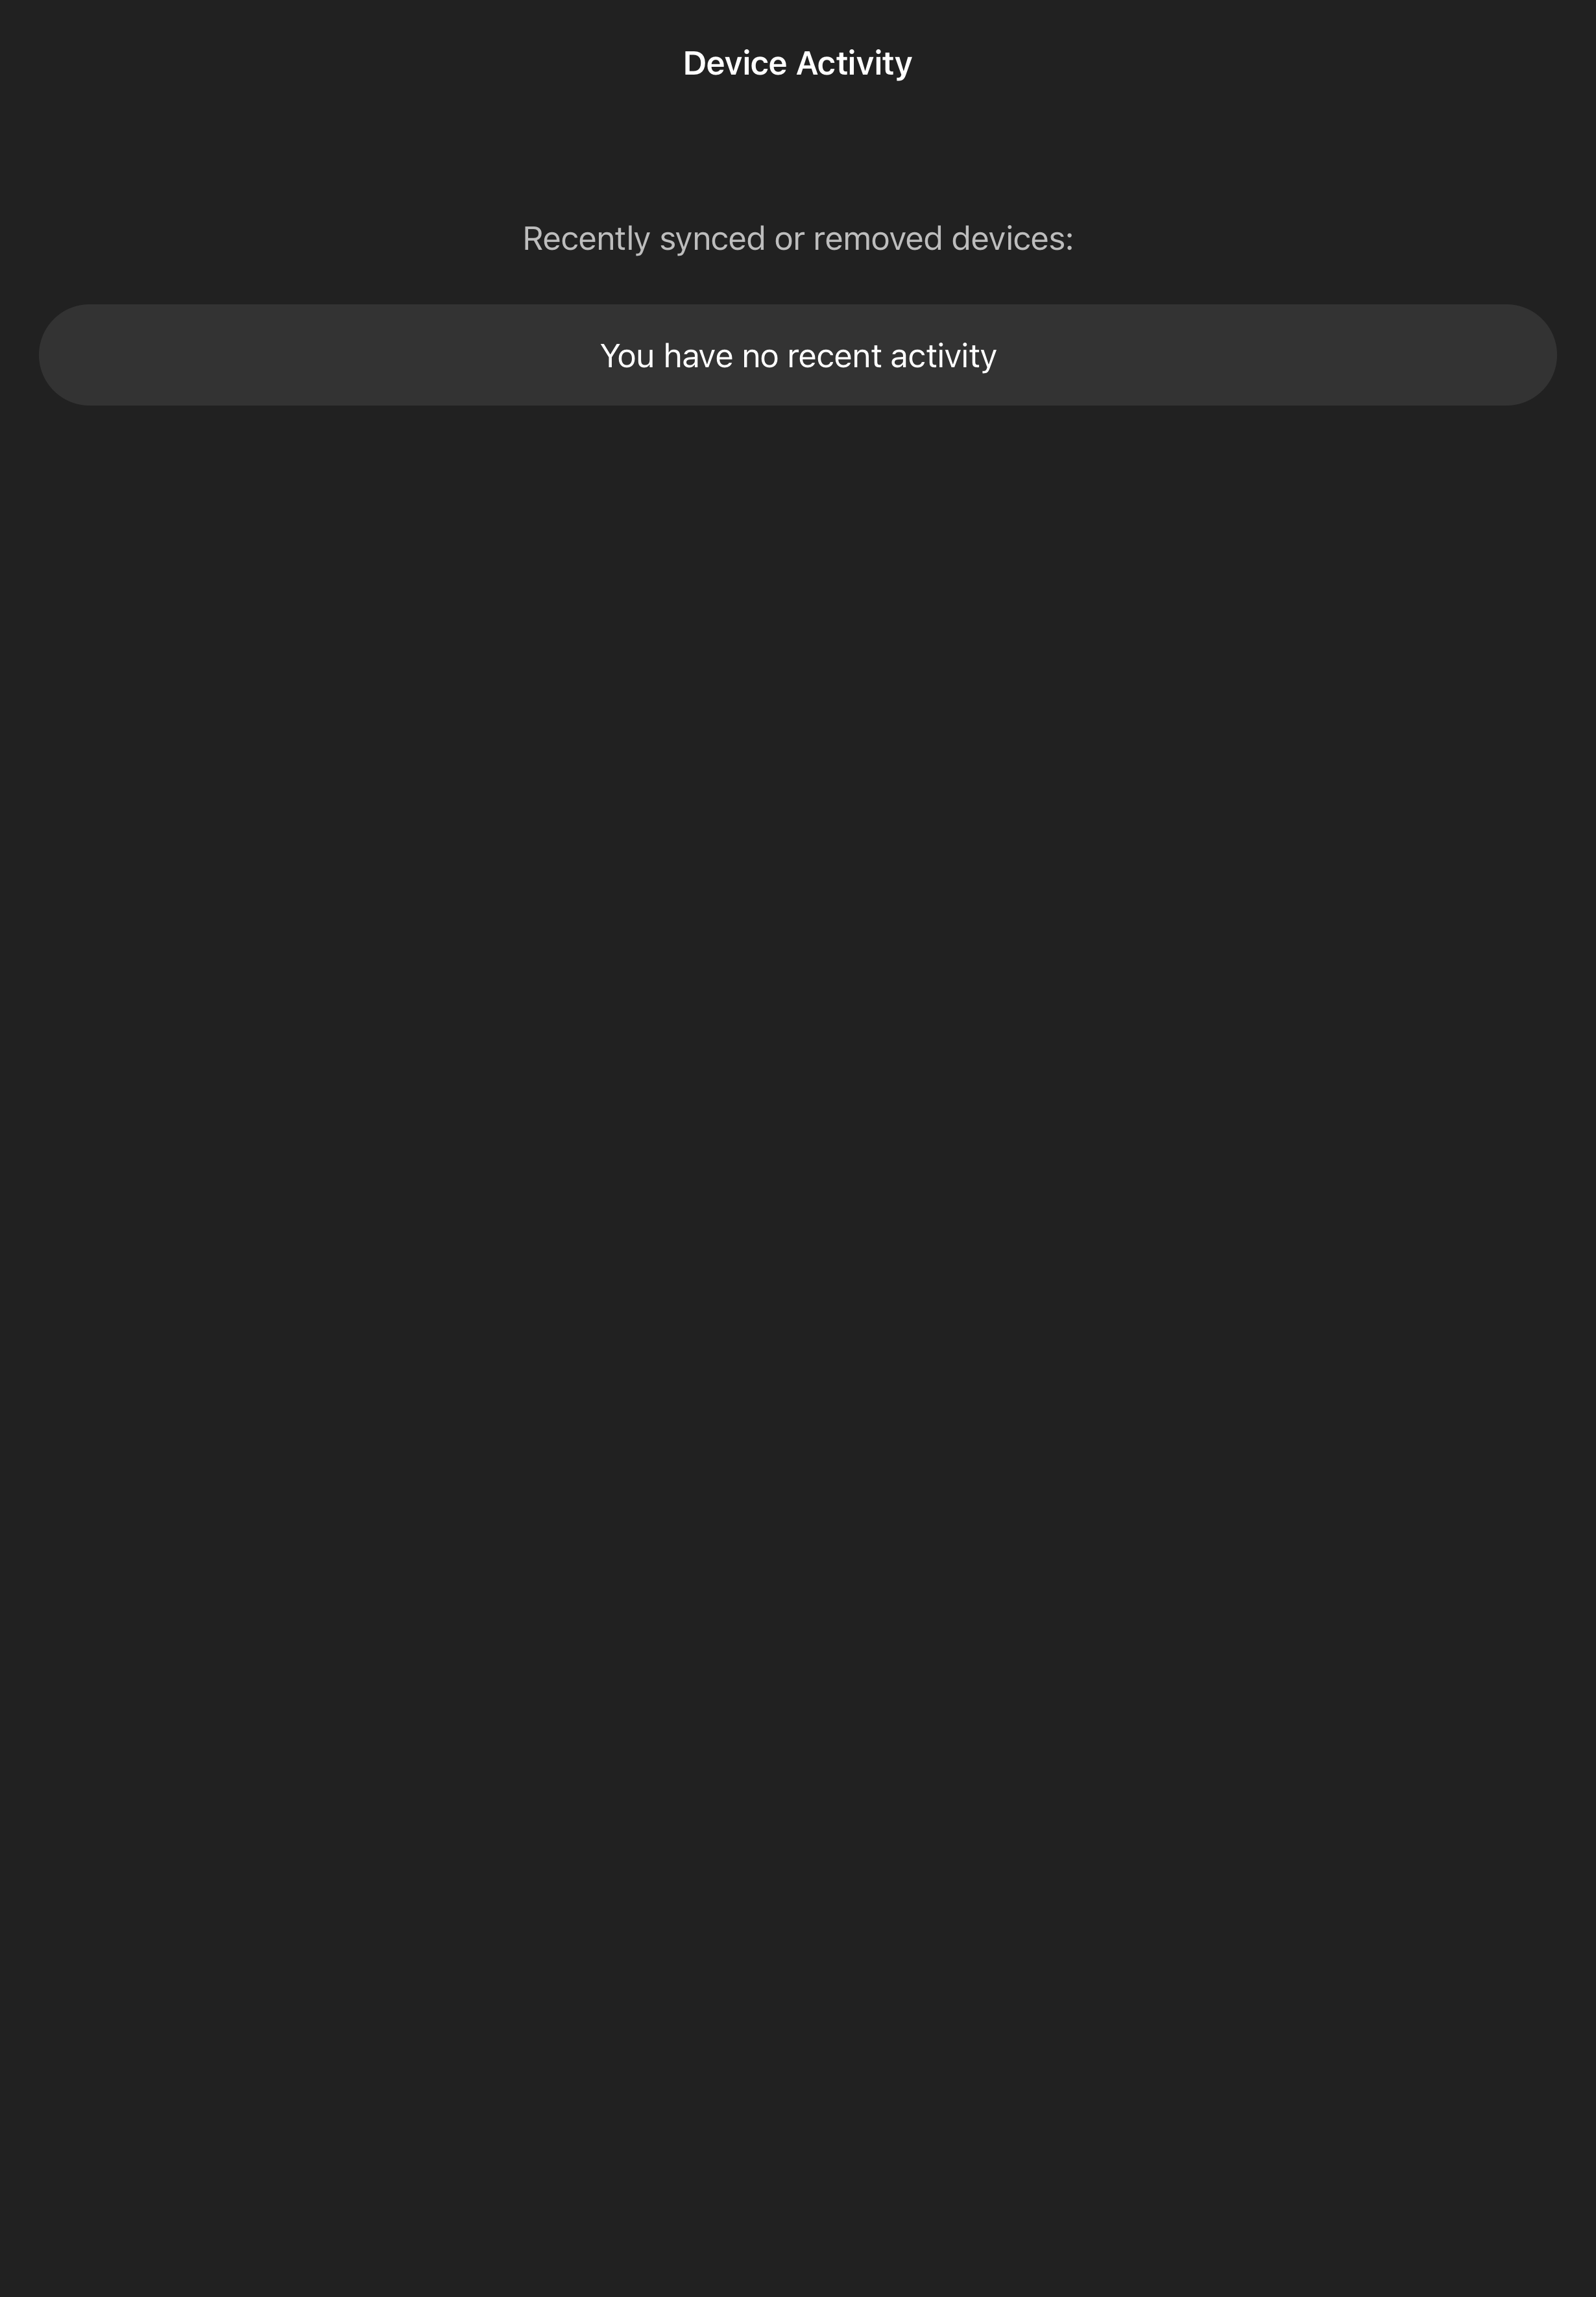 Device Activity
Recently synced or removed devices:
You have no recent activity